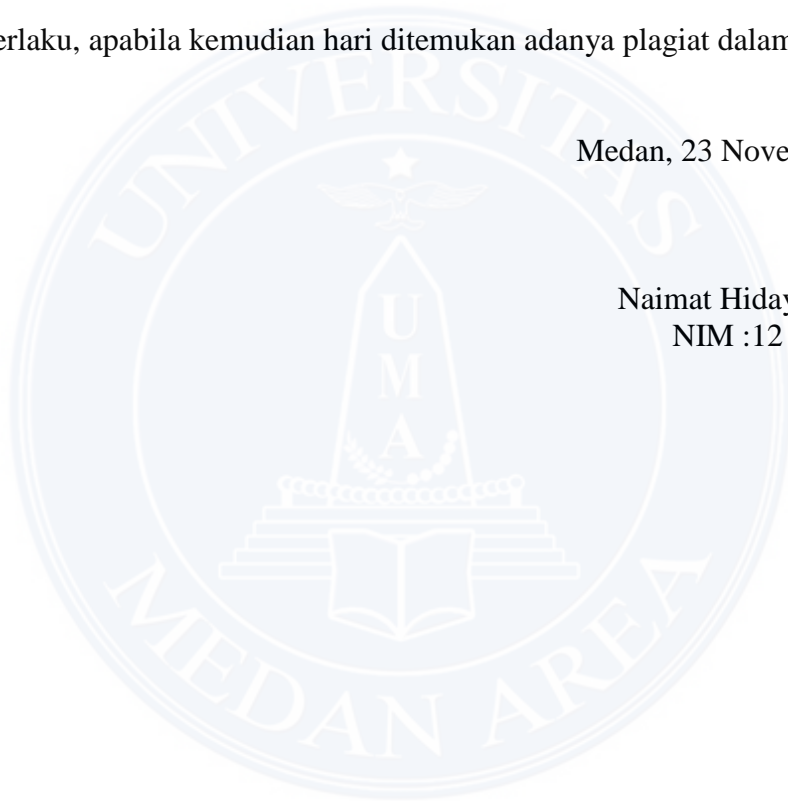 erlaku, apabila kemudian hari ditemukan adanya plagiat dalam
Medan, 23 Nove
Naimat Hiday
NIM :12
UNIVERSITAS
U
M
A
MEDAN AREA